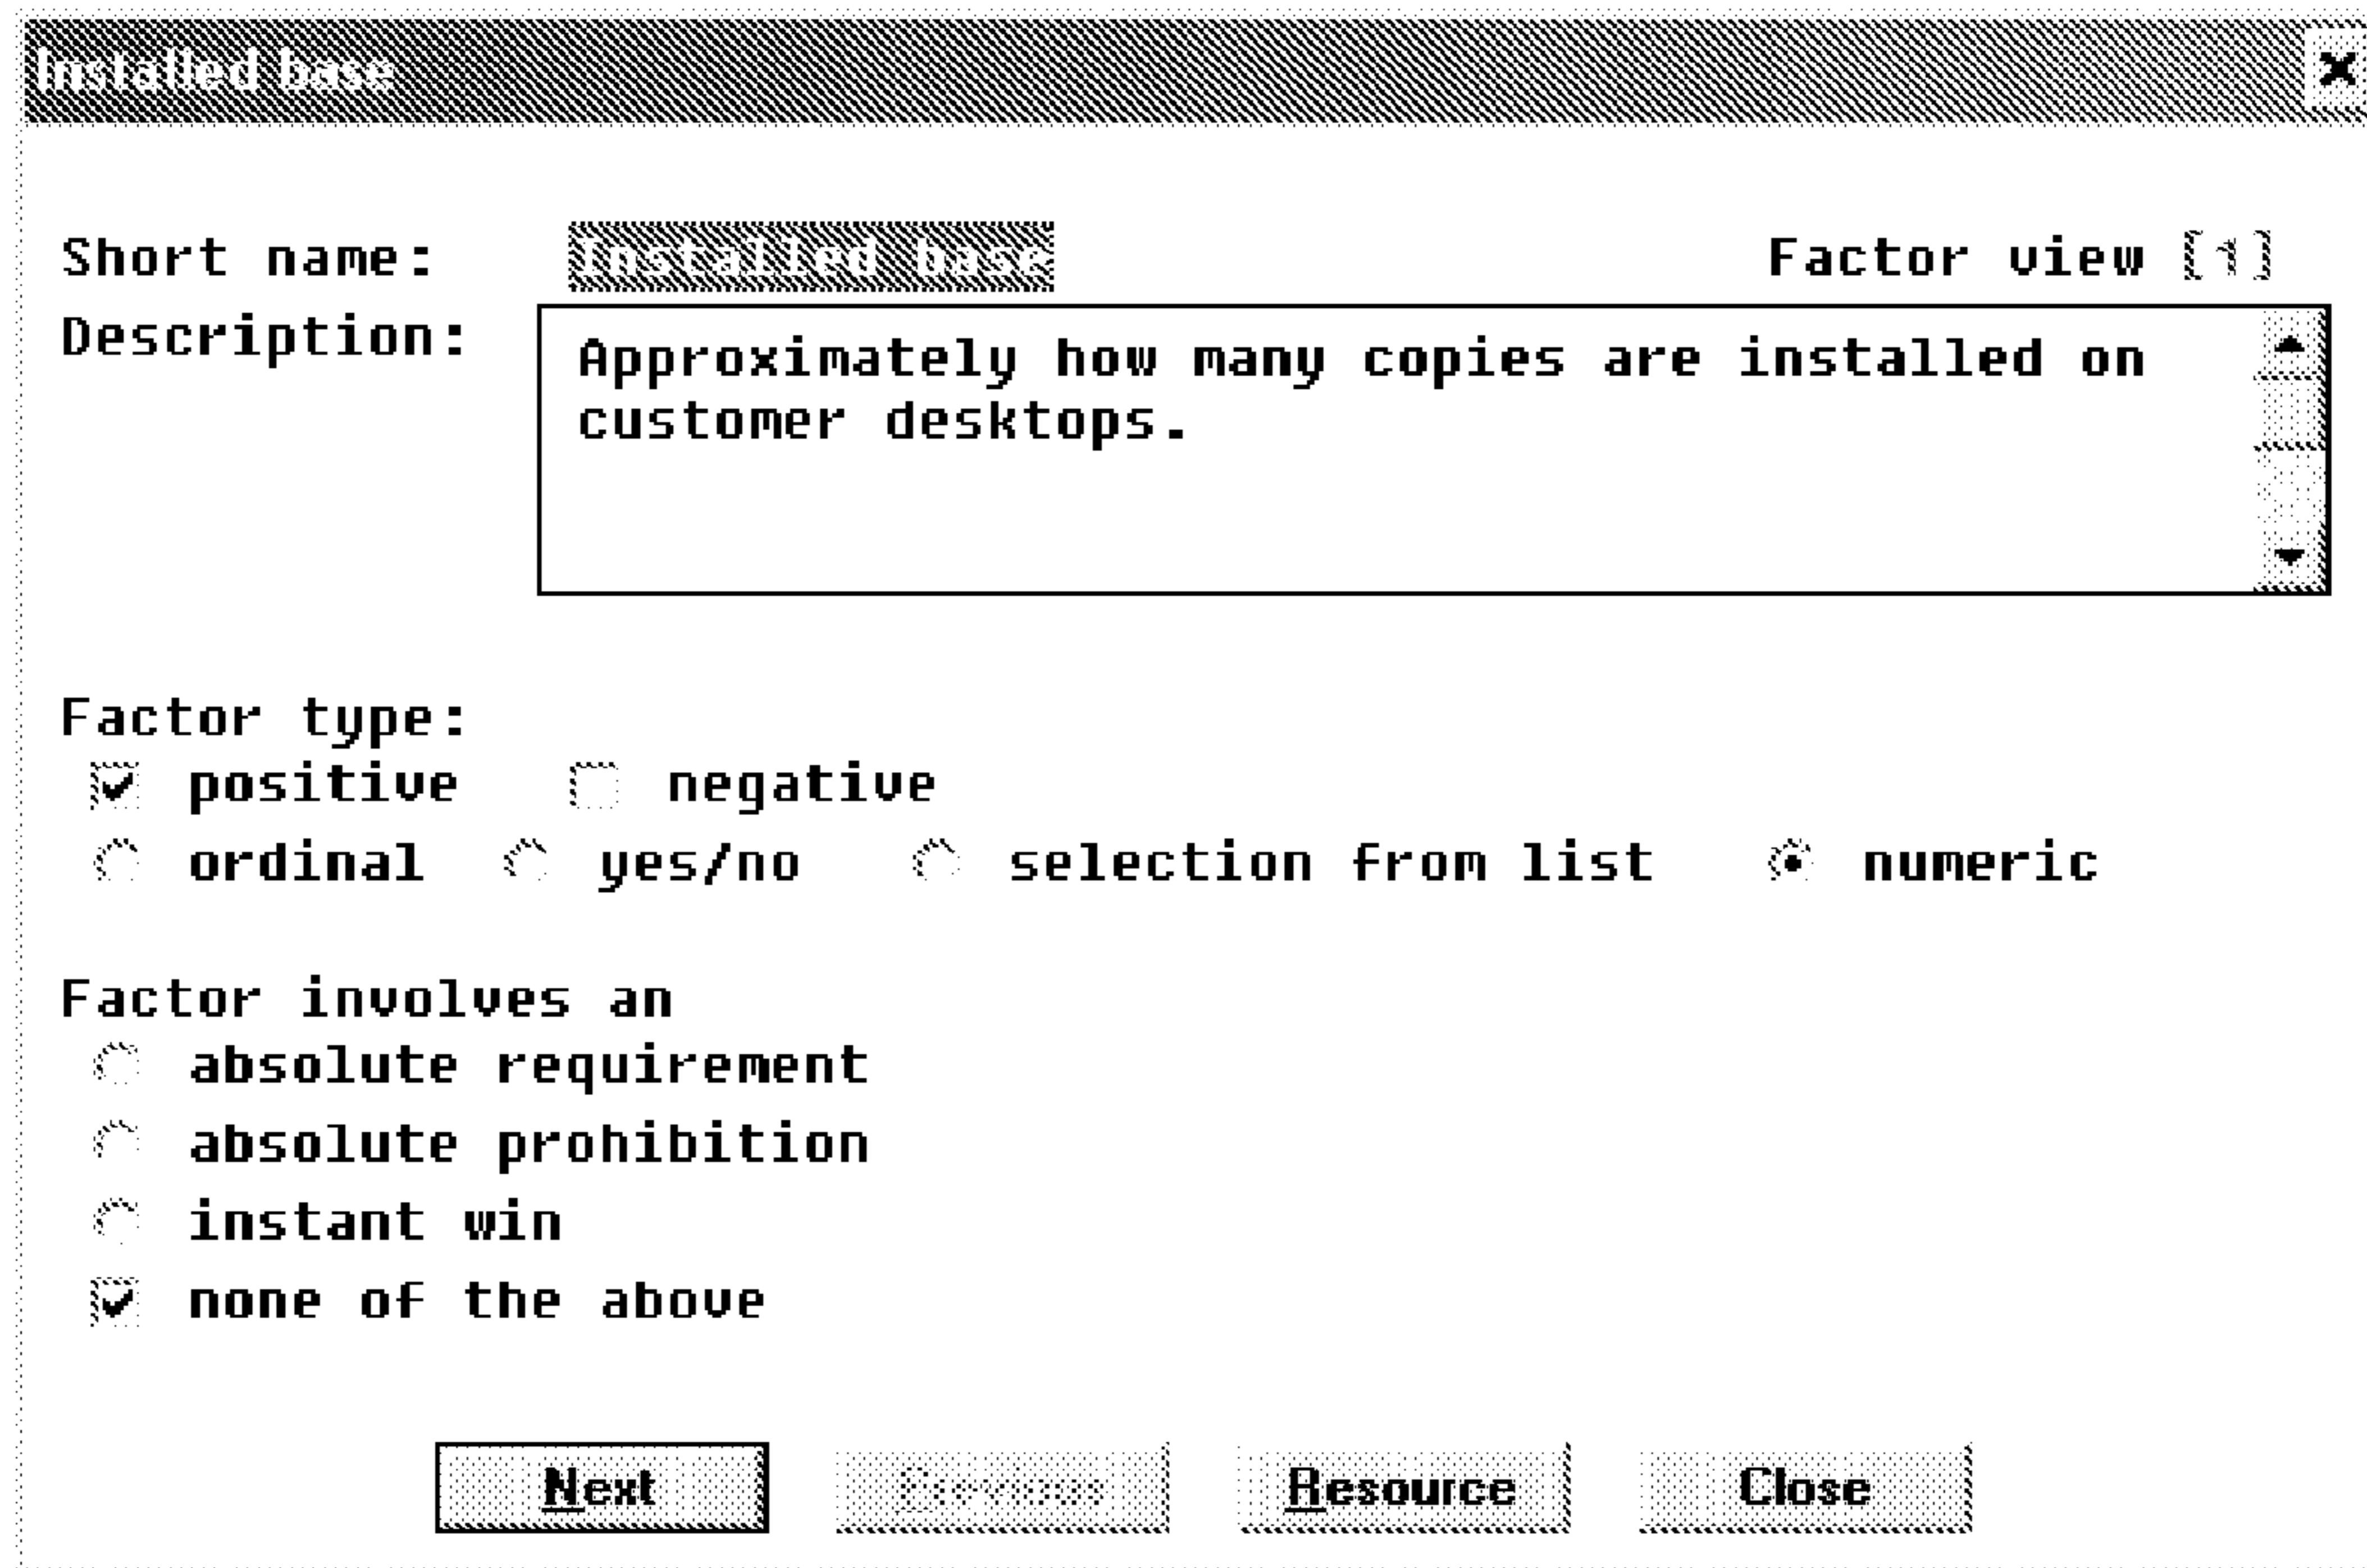 Installed base
Short name: Installed base Factor view [1]
Description: Approximately how many copies are installed on
customer desktops.
Factor type:
positive negative
ordinal yes/no selection from list numeric
Factor involves an
absolute requirement
absolute prohibition
instant win
none of the above
Next Previous Resource Close